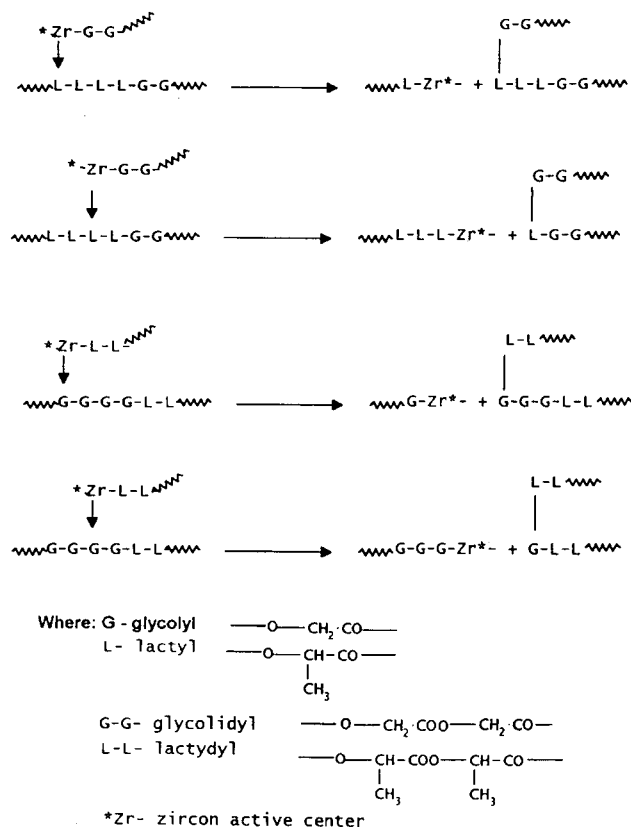 *Zr-G-G
G-G
L-L-L-L-G-G
L-Zr*- + L-L-L-G-G
*-Zr-G-G
G-G
L-L-L-L-G-G
L-L-L-Zr*- + L-G-G
*Zr-L-L-
L-L
G-G-G-G-L-L
G-Zr*- + G-G-G-L-L
*Zr-L-L
L-L
G-G-G-G-L-L
G-G-G-Zr*- + G-L-L
Where: G - glycolyl —O—CH2·CO—
L- lactyl —O—CH-CO—
CH3
G-G- glycolidyl —O—CH2·COO—CH2·CO—
L-L- lactydyl —O—CH-COO—CH-CO—
CH3 CH3
*Zr- zircon active center